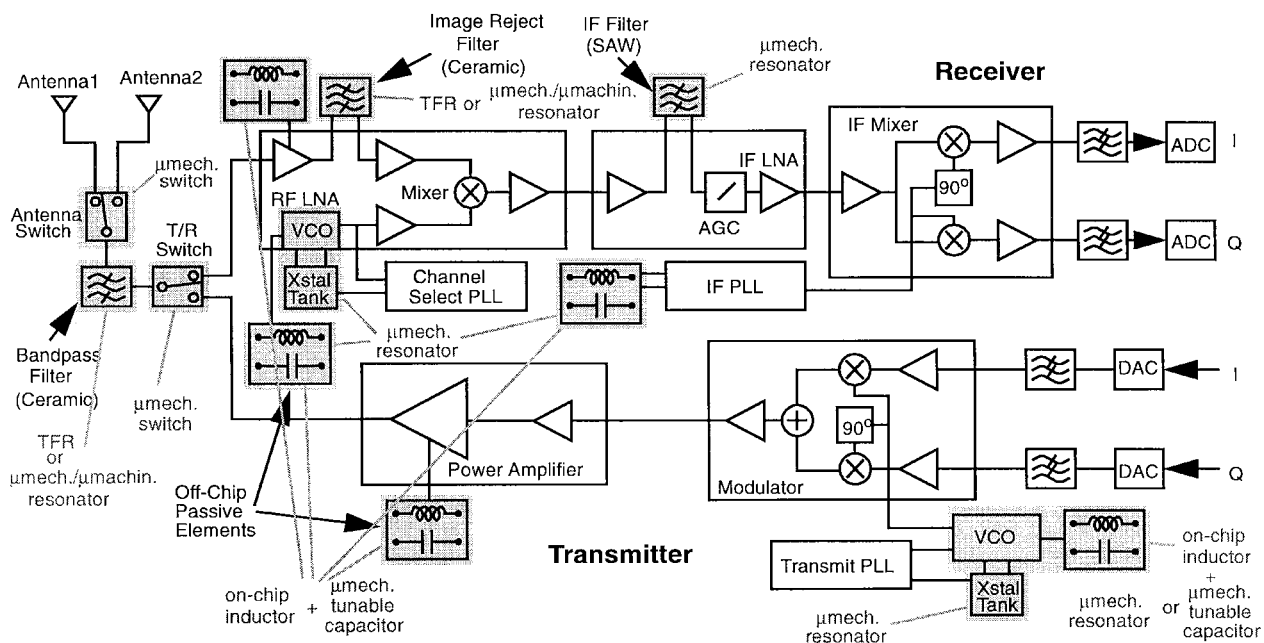 Image Reject
Filter
(Ceramic)
IF Filter
(SAW)
μmech.
resonator
Receiver
Antenna1
Antenna2
TFR or
μmech./μmachin.
resonator
μmech.
switch
Antenna
Switch
T/R
Switch
RF LNA
Mixer
VCO
Xstal
Tank
Channel
Select PLL
IF LNA
AGC
IF Mixer
90°
ADC
I
ADC
Q
IF PLL
μmech.
resonator
Bandpass
Filter
(Ceramic)
μmech.
switch
TFR
or
μmech./μmachin.
resonator
Off-Chip
Passive
Elements
Power Amplifier
Modulator
90°
DAC
I
DAC
Q
Transmitter
on-chip
inductor
+
μmech.
tunable
capacitor
Transmit PLL
VCO
Xstal
Tank
μmech.
resonator
μmech.
resonator
or
on-chip
inductor
+
μmech.
tunable
capacitor